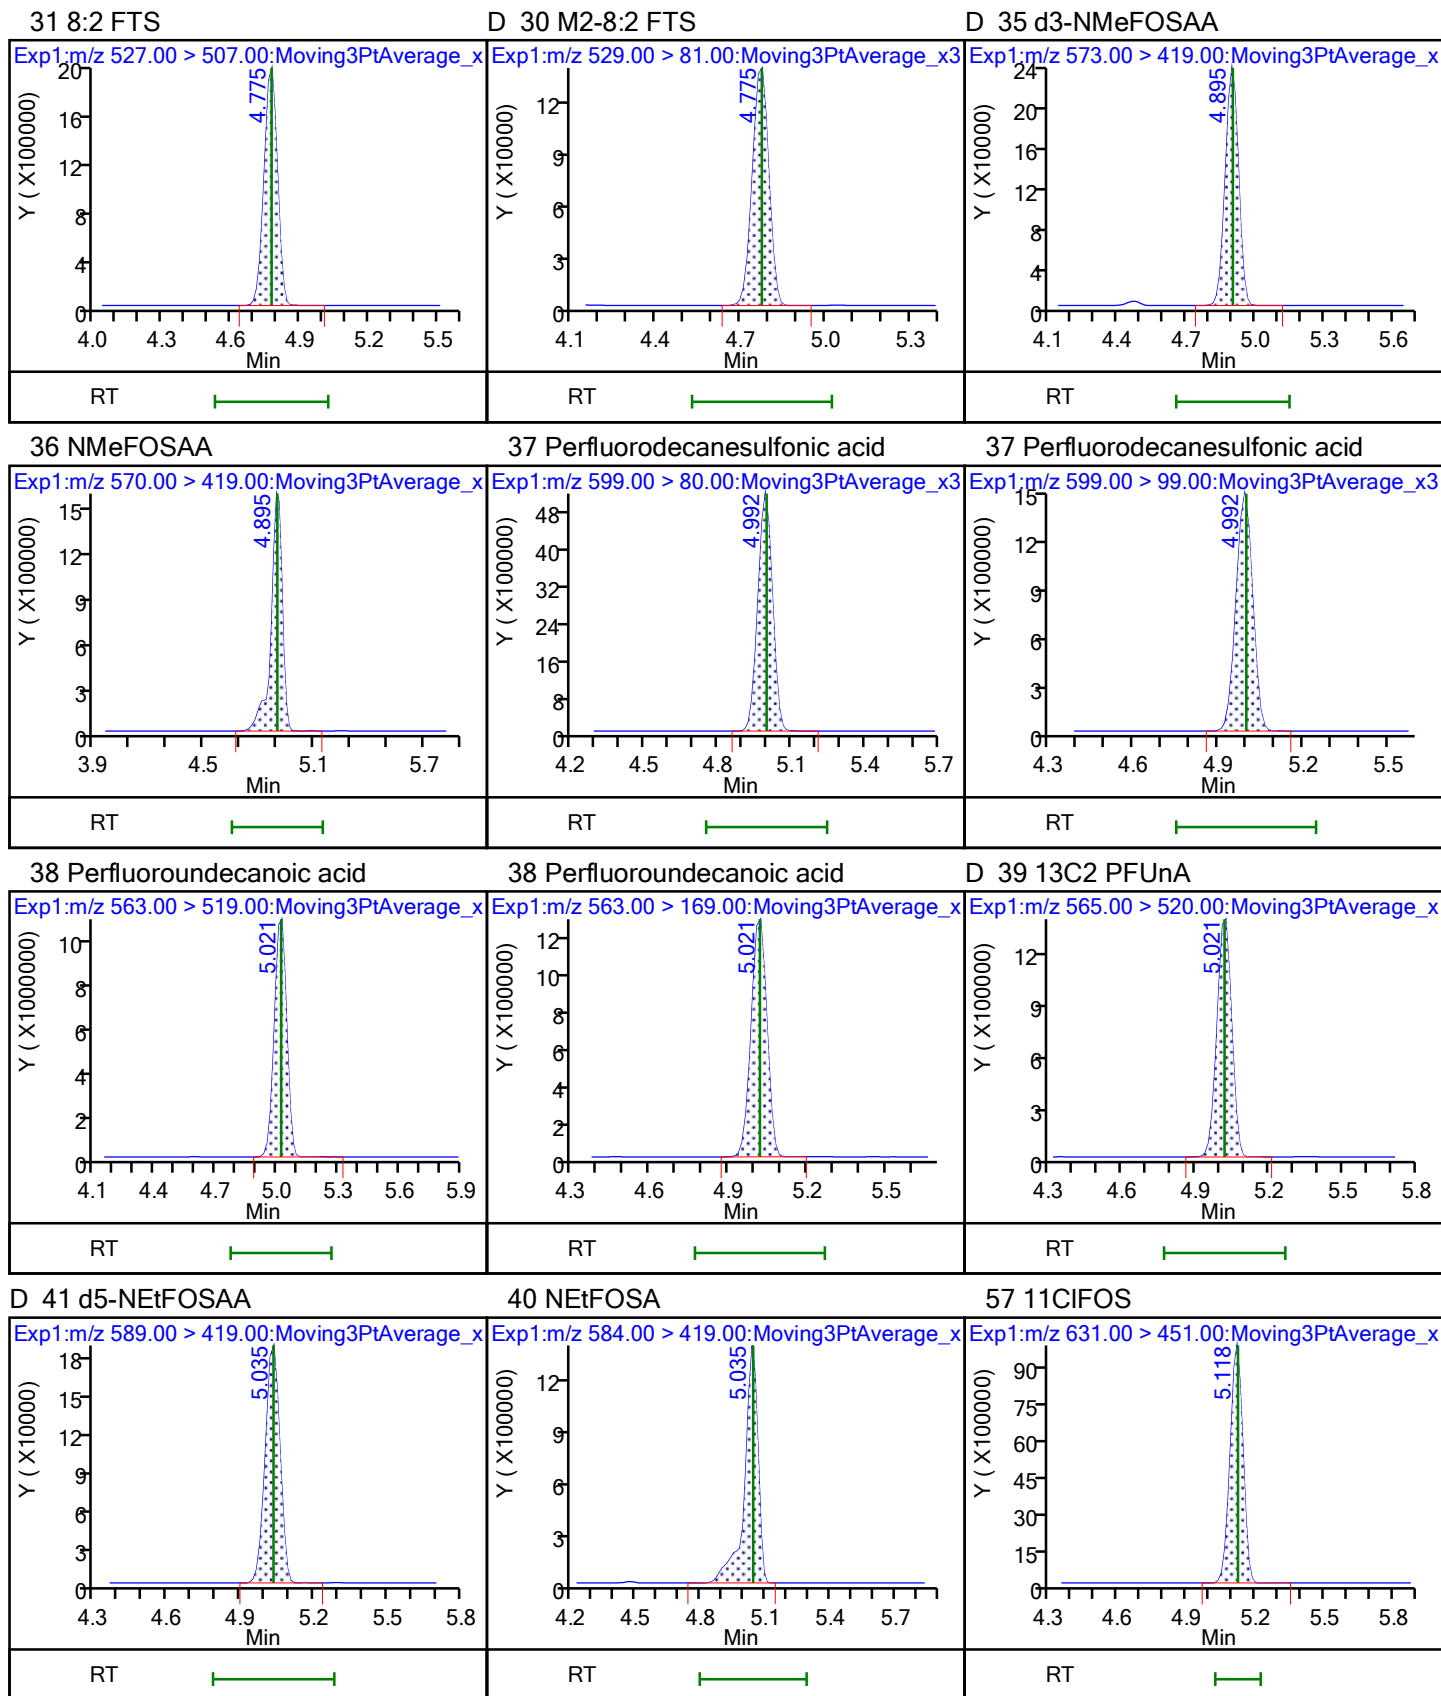 31 8:2 FTS
Exp1:m/z 527.00 > 507.00:Moving3PtAverage_x
4.775
Y ( X100000)
20
16
12
8
4
0
4.0 4.3 4.6 4.9 5.2 5.5
Min
RT
D 30 M2-8:2 FTS
Exp1:m/z 529.00 > 81.00:Moving3PtAverage_x3
4.775
Y ( X100000)
12
9
6
3
0
4.1 4.4 4.7 5.0 5.3
Min
RT
D 35 d3-NMeFOSAA
Exp1:m/z 573.00 > 419.00:Moving3PtAverage_x
4.895
Y ( X100000)
24
20
16
12
8
4
0
4.1 4.4 4.7 5.0 5.3 5.6
Min
RT
36 NMeFOSAA
Exp1:m/z 570.00 > 419.00:Moving3PtAverage_x
4.895
Y ( X100000)
15
12
9
6
3
0
3.9 4.5 5.1 5.7
Min
RT
37 Perfluorodecanesulfonic acid
Exp1:m/z 599.00 > 80.00:Moving3PtAverage_x3
4.992
Y ( X100000)
48
40
32
24
16
8
0
4.2 4.5 4.8 5.1 5.4 5.7
Min
RT
37 Perfluorodecanesulfonic acid
Exp1:m/z 599.00 > 99.00:Moving3PtAverage_x3
4.992
Y ( X100000)
15
12
9
6
3
0
4.3 4.6 4.9 5.2 5.5
Min
RT
38 Perfluoroundecanoic acid
Exp1:m/z 563.00 > 519.00:Moving3PtAverage_x
5.021
Y ( X1000000)
10
8
6
4
2
0
4.1 4.4 4.7 5.0 5.3 5.6 5.9
Min
RT
38 Perfluoroundecanoic acid
Exp1:m/z 563.00 > 169.00:Moving3PtAverage_x
5.021
Y ( X100000)
12
10
8
6
4
2
0
4.3 4.9 5.5
Min
RT
D 39 13C2 PFUnA
Exp1:m/z 565.00 > 520.00:Moving3PtAverage_x
5.021
Y ( X100000)
12
9
6
3
0
4.3 4.6 4.9 5.2 5.5 5.8
Min
RT
D 41 d5-NEtFOSAA
Exp1:m/z 589.00 > 419.00:Moving3PtAverage_x
5.035
Y ( X10000)
18
15
12
9
6
3
0
4.3 4.6 4.9 5.2 5.5 5.8
Min
RT
40 NEtFOSA
Exp1:m/z 584.00 > 419.00:Moving3PtAverage_x
5.035
Y ( X100000)
12
9
6
3
0
4.2 4.5 4.8 5.1 5.4 5.7
Min
RT
57 11ClFOS
Exp1:m/z 631.00 > 451.00:Moving3PtAverage_x
5.118
Y ( X100000)
90
75
60
45
30
15
0
4.3 4.6 4.9 5.2 5.5 5.8
Min
RT